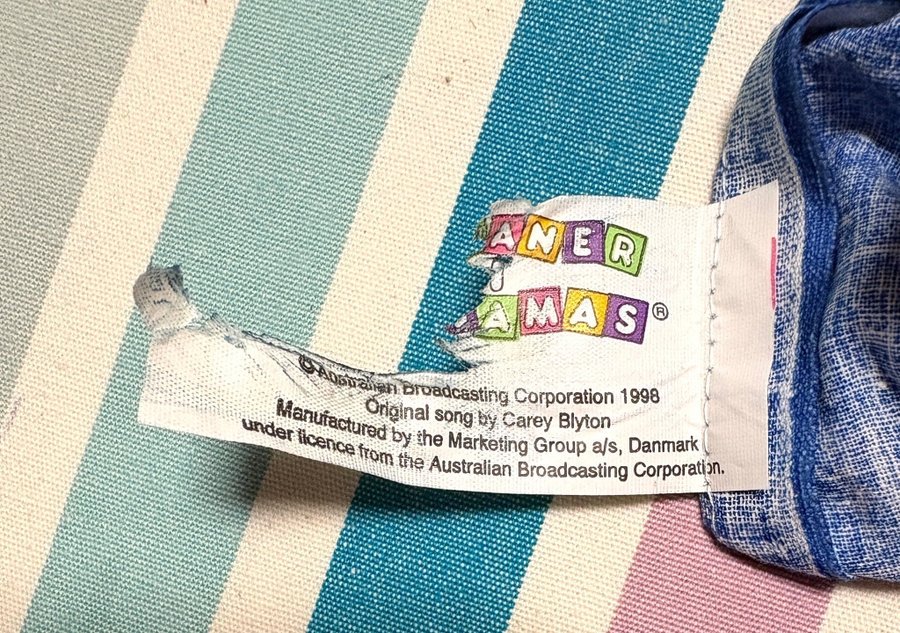 ANER
AMAS®
© Australian Broadcasting Corporation 1998
Original song by Carey Blyton
Manufactured by the Marketing Group a/s, Danmark
under licence from the Australian Broadcasting Corporation.